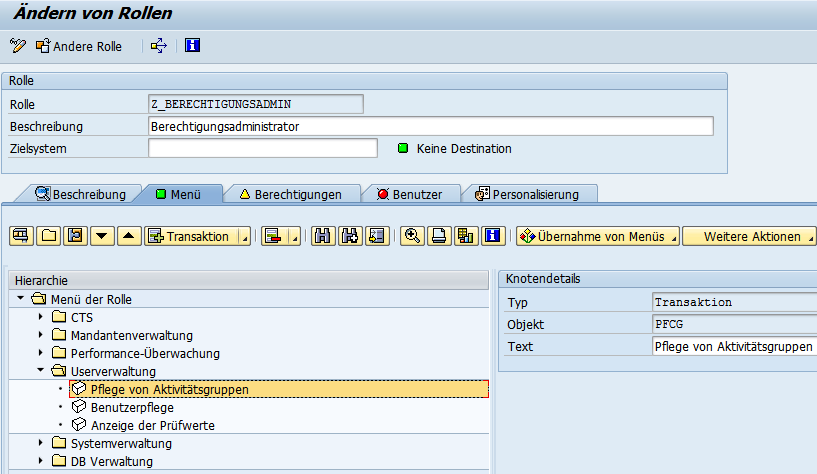 Ändern von Rollen
Andere Rolle
Rolle
Rolle Z_BERECHTIGUNGSADMIN
Beschreibung Berechtigungsadministrator
Zielsystem Keine Destination
Beschreibung Menü Berechtigungen Benutzer Personalisierung
Transaktion Übernahme von Menüs Weitere Aktionen
Hierarchie
Menü der Rolle
CTS
Mandantenverwaltung
Performance-Überwachung
Userverwaltung
Pflege von Aktivitätsgruppen
Benutzerpflege
Anzeige der Prüfwerte
Systemverwaltung
DB Verwaltung
Knotendetails
Typ Transaktion
Objekt PFCG
Text Pflege von Aktivitätsgruppen